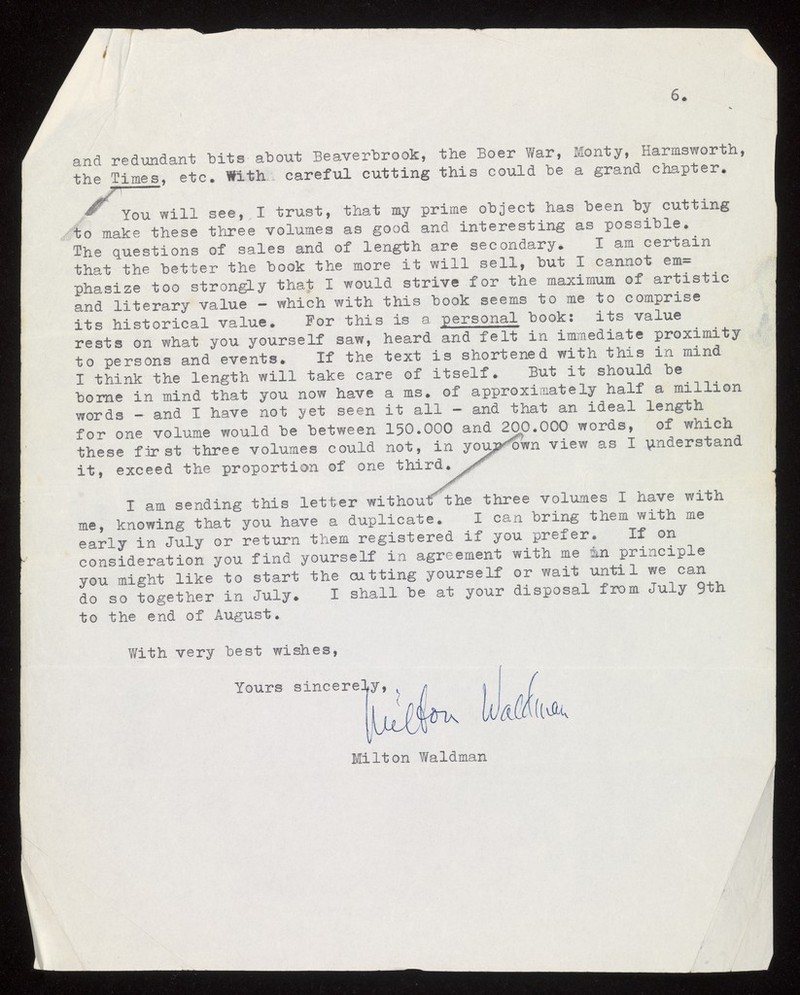 6.
and redundant bits about Beaverbrook, the Boer War, Monty, Harmsworth,
the Times, etc. With careful cutting this could be a grand chapter.
You will see, I trust, that my prime object has been by cutting
to make these three volumes as good and interesting as possible.
The questions of sales and of length are secondary. I am certain
that the better the book the more it will sell, but I cannot em=
phasize too strongly that I would strive for the maximum of artistic
and literary value - which with this book seems to me to comprise
its historical value. For this is a personal book: its value
rests on what you yourself saw, heard and felt in immediate proximity
to persons and events. If the text is shortened with this in mind
I think the length will take care of itself. But it should be
borne in mind that you now have a ms. of approximately half a million
words - and I have not yet seen it all - and that an ideal length
for one volume would be between 150.000 and 200.000 words, of which
these first three volumes could not, in your own view as I understand
it, exceed the proportion of one third.
I am sending this letter without the three volumes I have with
me, knowing that you have a duplicate. I can bring them with me
early in July or return them registered if you prefer. If on
consideration you find yourself in agreement with me in principle
you might like to start the cutting yourself or wait until we can
do so together in July. I shall be at your disposal from July 9th
to the end of August.
With very best wishes,
Yours sincerely,
Milton Waldman
Milton Waldman